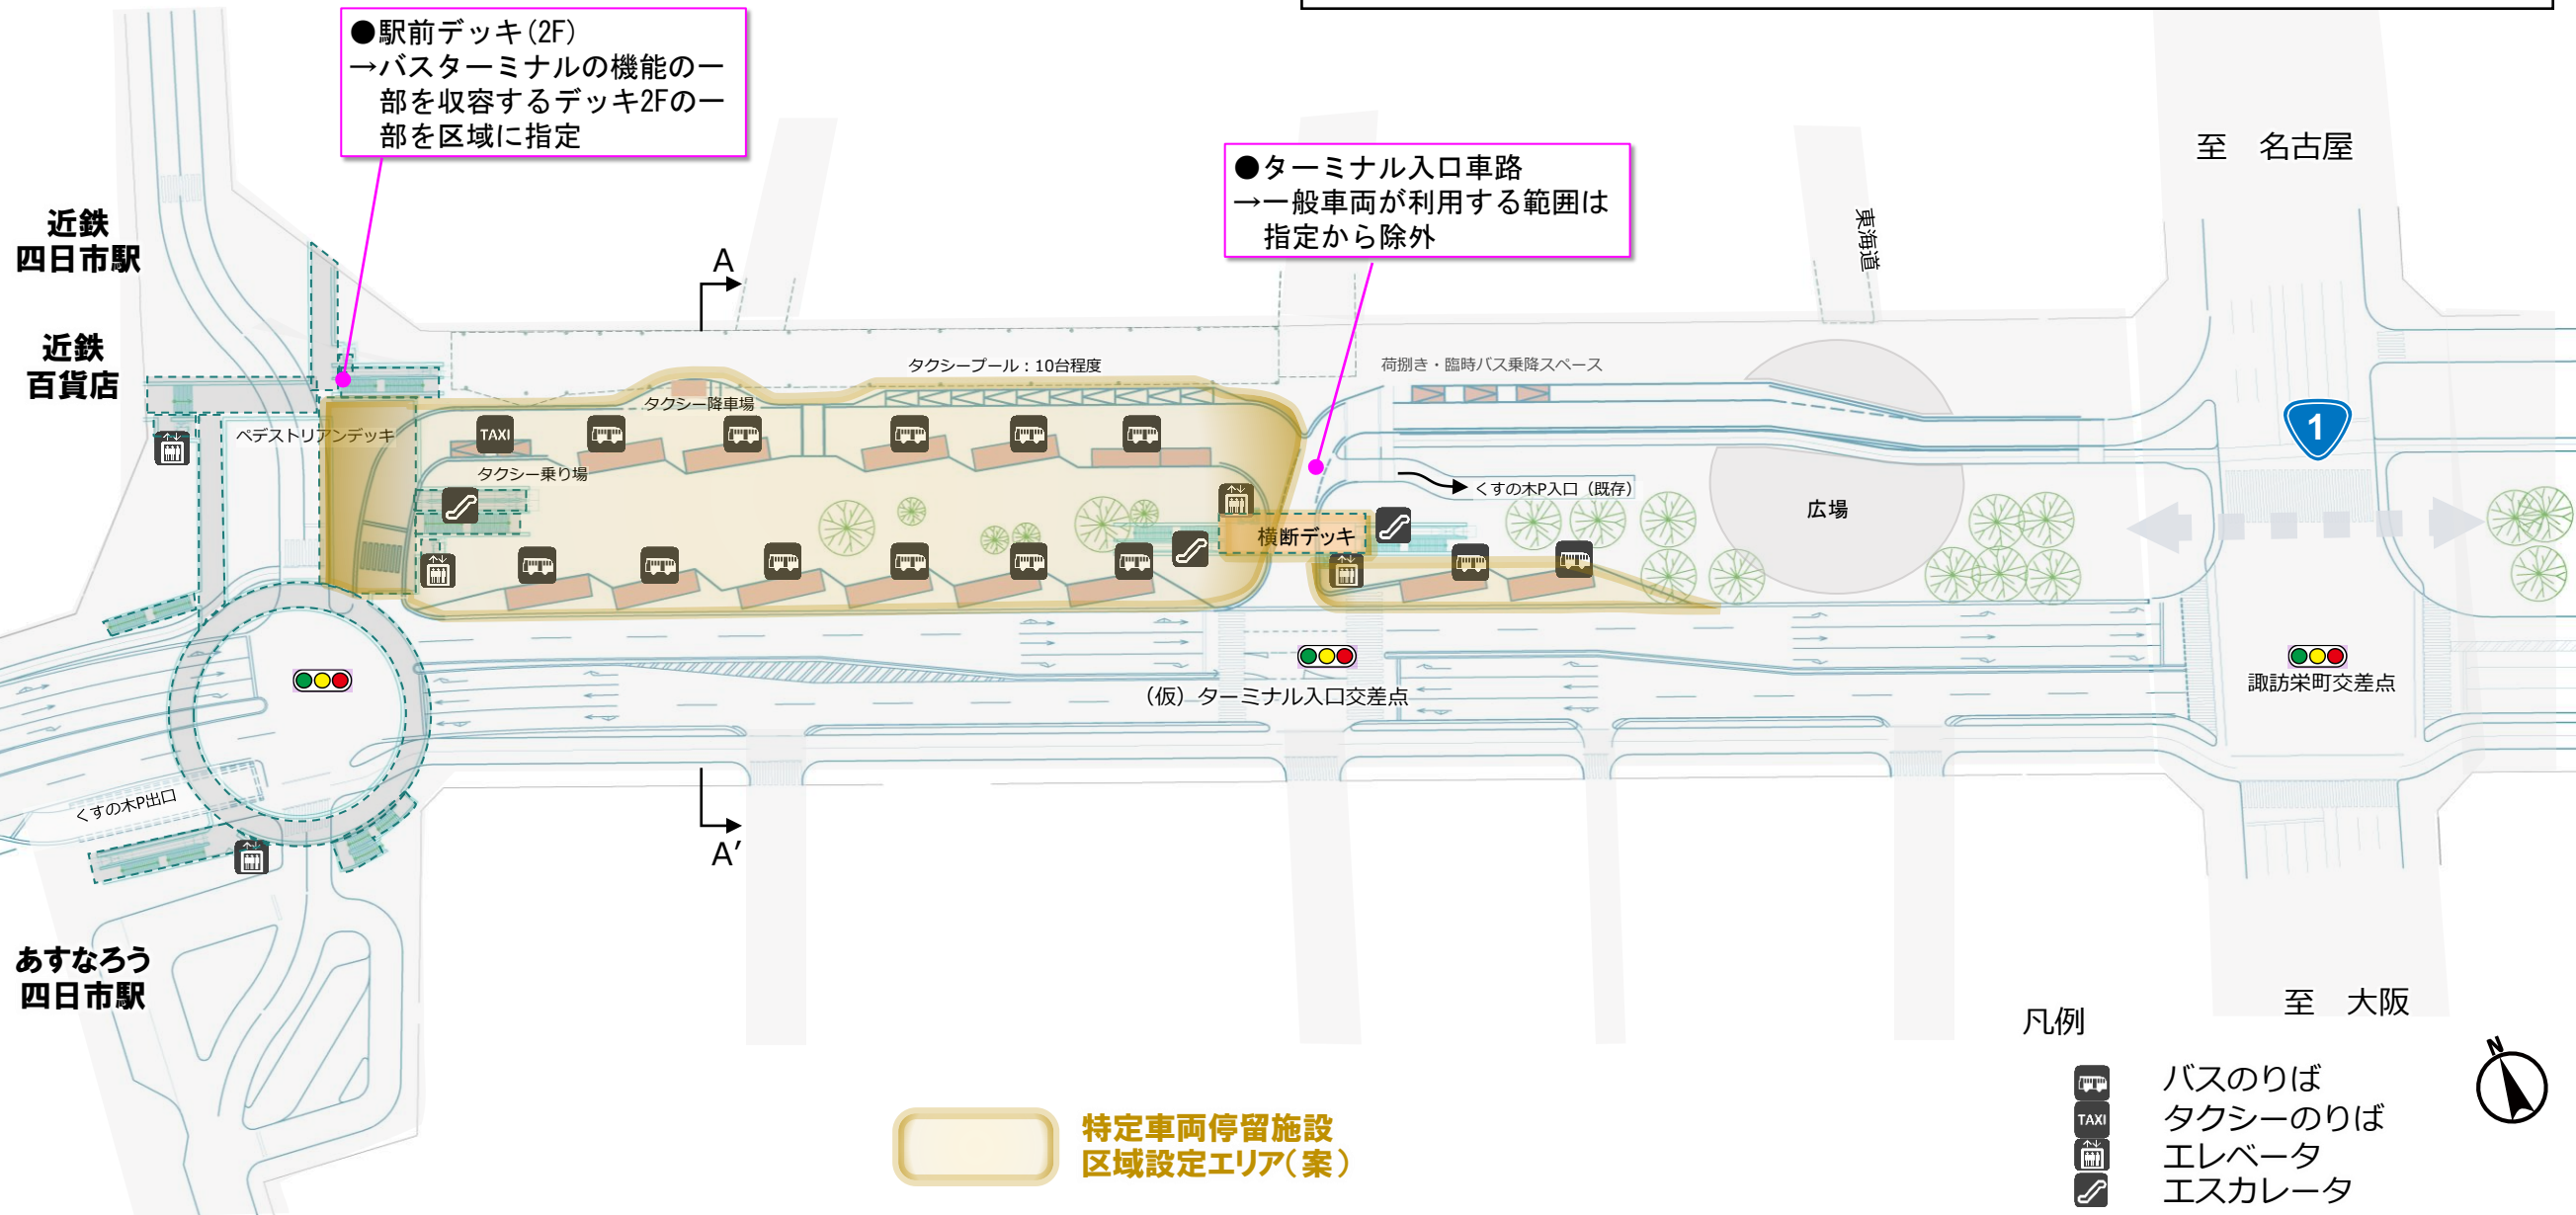 ●駅前デッキ(2F)
→バスターミナルの機能の一
部を収容するデッキ2Fの一
部を区域に指定
●ターミナル入口車路
→一般車両が利用する範囲は
指定から除外
至　名古屋
東海道
近鉄
四日市駅
近鉄
百貨店
A
タクシープール：10台程度
荷捌き・臨時バス乗降スペース
タクシー降車場
ペデストリアンデッキ
TAXI
タクシー乗り場
1
くすの木P入口（既存）
広場
横断デッキ
（仮）ターミナル入口交差点
諏訪栄町交差点
くすの木P出口
A′
あすなろう
四日市駅
至　大阪
凡例
N
バスのりば
TAXI
タクシーのりば
エレベータ
エスカレータ
特定車両停留施設
区域設定エリア（案）